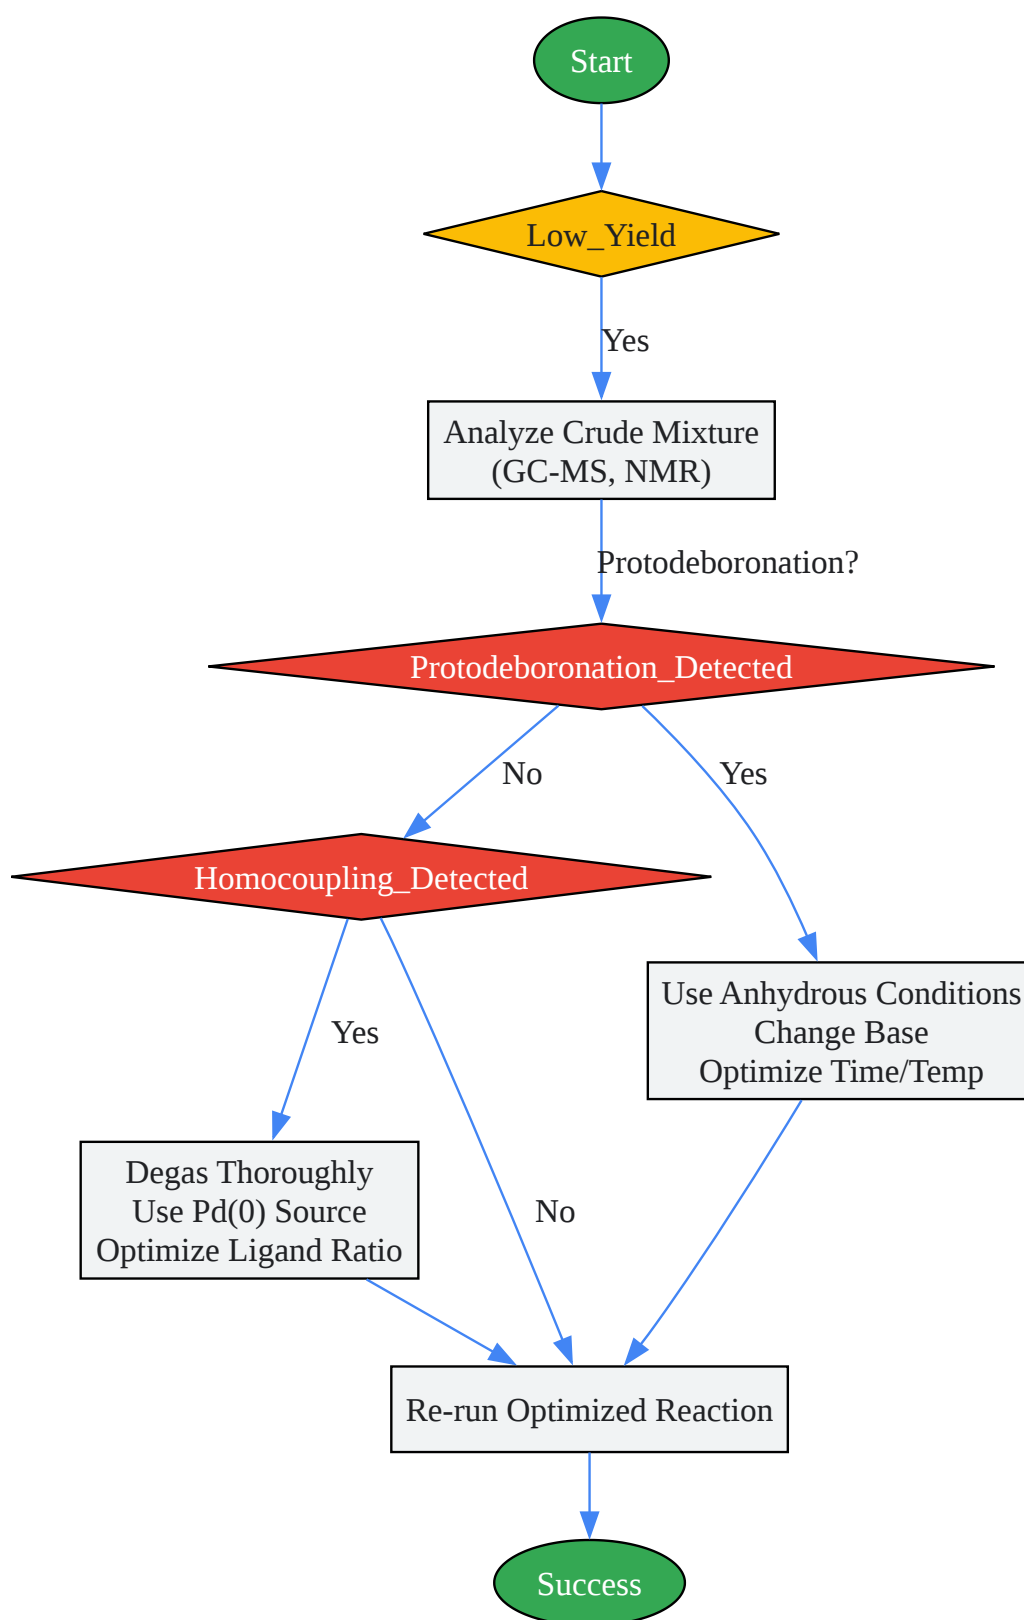 Start
Low_Yield
Yes
Analyze Crude Mixture
(GC-MS, NMR)
Protodeboronation?
Protodeboronation_Detected
No
Yes
Homocoupling_Detected
Use Anhydrous Conditions
Change Base
Optimize Time/Temp
Yes
Degas Thoroughly
Use Pd(0) Source
Optimize Ligand Ratio
No
Re-run Optimized Reaction
Success